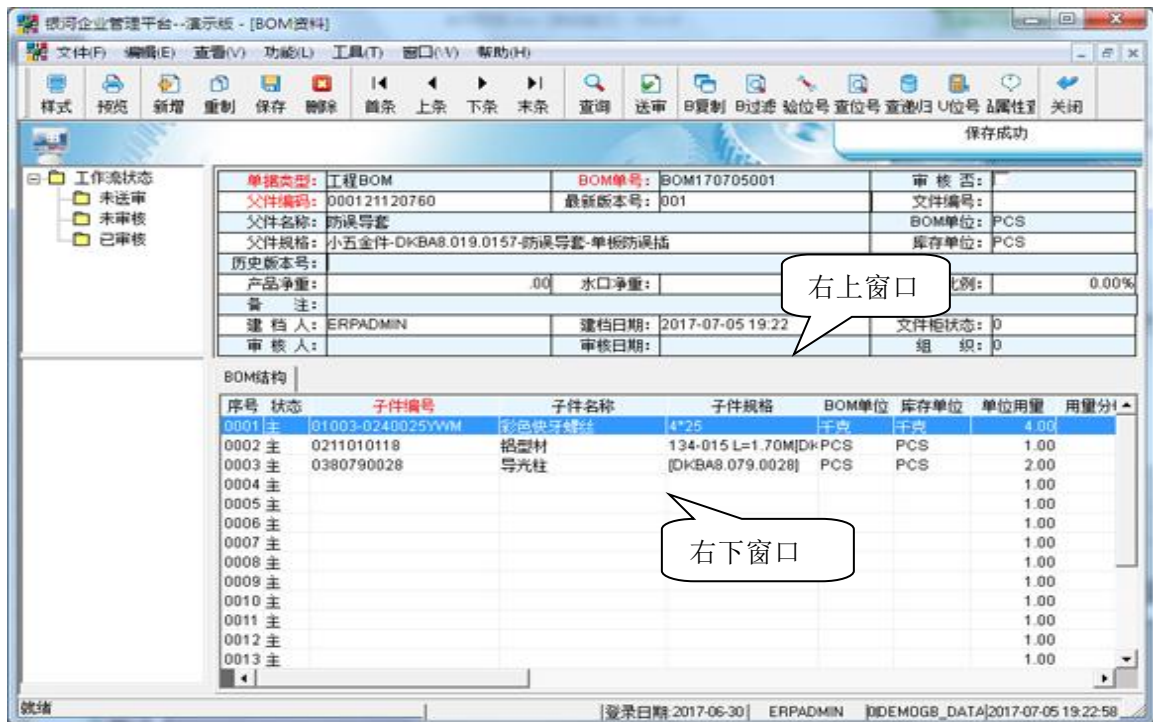 银河企业管理平台--演示版 - [BOM资料]
文件(F) 编辑(E) 查看(V) 功能(L) 工具(T) 窗口(W) 帮助(H)
样式 预览 新增 重制 保存 删除 首条 上条 下条 末条 查询 送审 B复制 B过滤 验位号 查位号 查递归 U位号 关闭
保存成功
工作流状态
未送审
未审核
已审核
单据类型: 工程BOM BOM单号: BOM170705001 审 核 否:
父件编码: 000121120760 最新版本号: 001 文件编号:
父件名称: 防误导套 BOM单位: PCS
父件规格: 小五金件-DKBA8.019.0157-防误导套-单板防误插 库存单位: PCS
历史版本号:
产品净重: .00 水口净重: 比例: 0.00%
备 注:
建 档 人: ERPADMIN 建档日期: 2017-07-05 19:22 文件柜状态: 0
审 核 人: 审核日期: 组 织: 0
右上窗口
BOM结构
序号 状态 子件编号 子件名称 子件规格 BOM单位 库存单位 单位用量 用量分
0001 主 01003-0240025YWM 彩色快牙螺丝 4*25 千克 千克 4.00
0002 主 0211010118 铝型材 134-015 L=1.70M[DK PCS PCS 1.00
0003 主 0380790028 导光柱 [DKBA8.079.0028] PCS PCS 2.00
0004 主 1.00
0005 主 1.00
0006 主 1.00
0007 主 1.00
0008 主 1.00
0009 主 1.00
0010 主 1.00
0011 主 1.00
0012 主 1.00
0013 主 1.00
右下窗口
就绪 登录日期:2017-06-30 ERPADMIN 2017-07-05 19:22:58